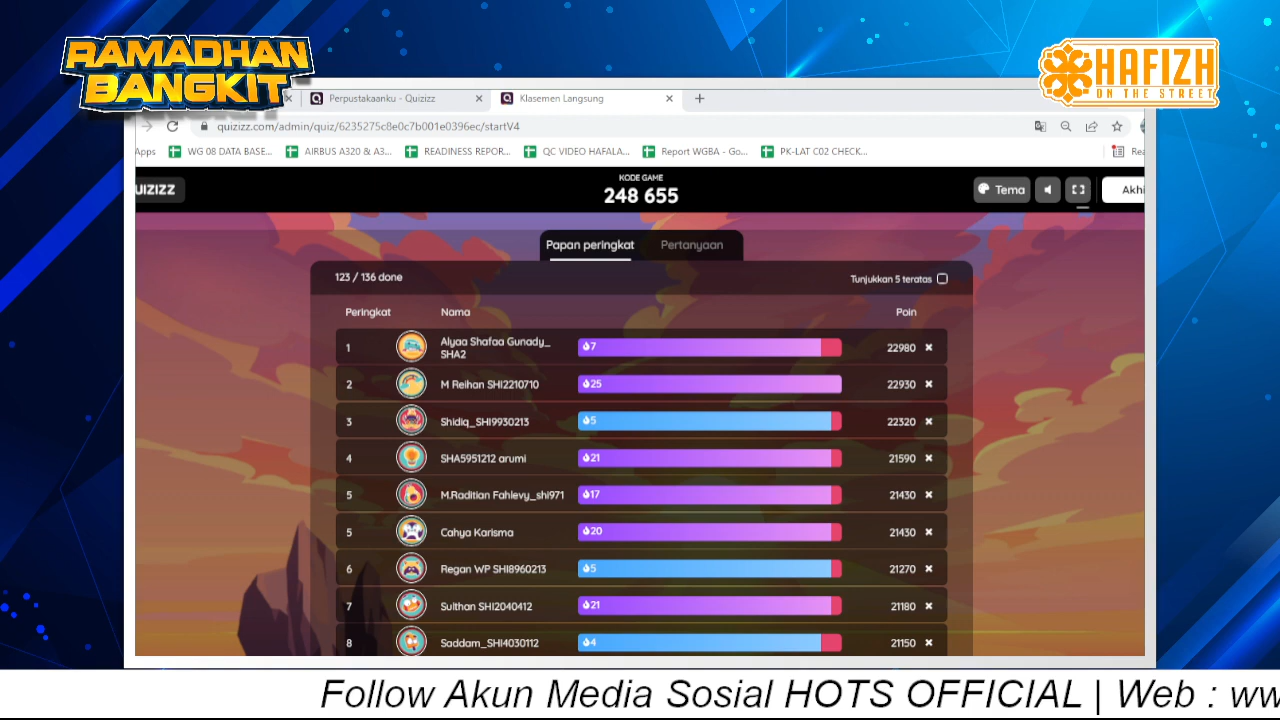 RAMADHAN
BANGKIT
HAFIZH
ON THE STREET
Perpustakaanku - Quizizz
Klasemen Langsung
quizizz.com/admin/quiz/6235275c8e0c7b001e0396ec/startV4
Apps
WG 08 DATA BASE...
AIRBUS A320 & A3...
READINESS REPOR...
QC VIDEO HAFALA...
Report WGBA - Go...
PK-LAT C02 CHECK...
Rea
UIZIZZ
KODE GAME
248 655
Tema
Akhi
Papan peringkat
Pertanyaan
123 / 136 done
Tunjukkan 5 teratas
Peringkat Nama Poin
1 Alyaa Shafaa Gunady_
SHA2 7 22980
2 M Reihan SHI2210710 25 22930
3 Shidiq_SHI9930213 5 22320
4 SHA5951212 arumi 21 21590
5 M.Raditian Fahlevy_shi971 17 21430
5 Cahya Karisma 20 21430
6 Regan WP SHI8960213 5 21270
7 Sulthan SHI2040412 21 21180
8 Saddam_SHI4030112 4 21150
Follow Akun Media Sosial HOTS OFFICIAL | Web : ww